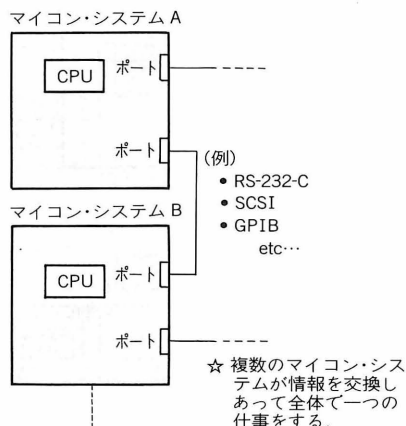 マイコン・システム A
CPU
ポート
ポート
(例)
• RS-232-C
• SCSI
• GPIB
etc…
マイコン・システム B
CPU
ポート
ポート
☆ 複数のマイコン・シス
テムが情報を交換し
あって全体で一つの
仕事をする。